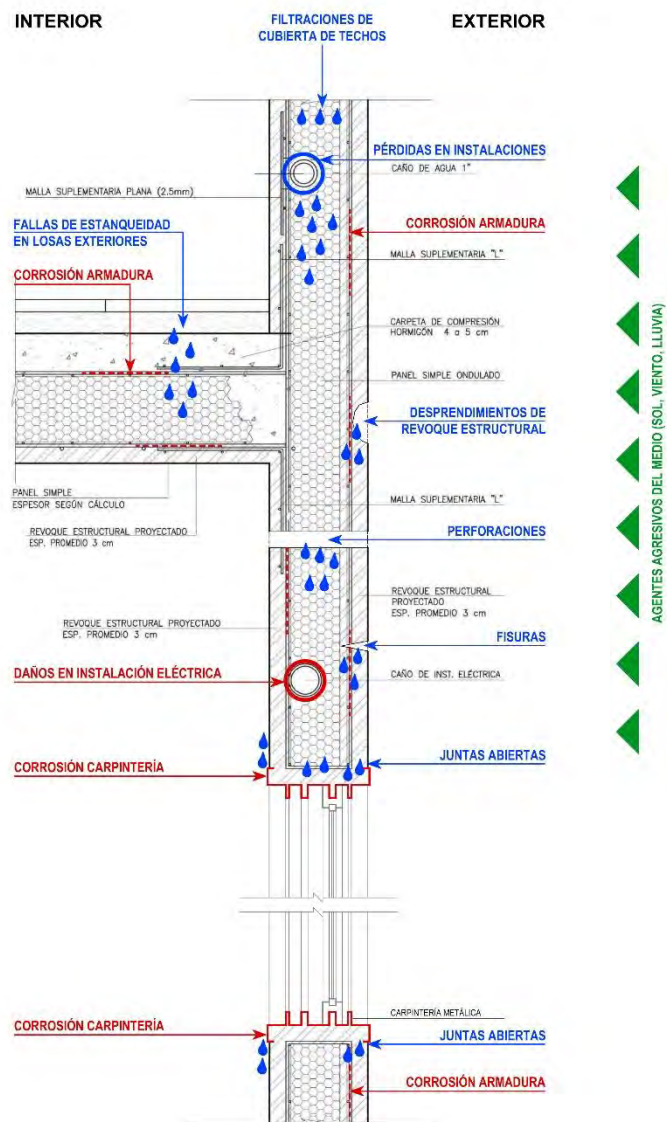 INTERIOR
FILTRACIONES DE
CUBIERTA DE TECHOS
EXTERIOR
PÉRDIDAS EN INSTALACIONES
CAÑO DE AGUA 1"
MALLA SUPLEMENTARIA PLANA (2.5mm)
FALLAS DE ESTANQUEIDAD
EN LOSAS EXTERIORES
CORROSIÓN ARMADURA
CORROSIÓN ARMADURA
MALLA SUPLEMENTARIA "L"
CARPETA DE COMPRESIÓN
HORMIGÓN 4 a 5 cm
PANEL SIMPLE ONDULADO
DESPRENDIMIENTOS DE
REVOQUE ESTRUCTURAL
AGENTES AGRESIVOS DEL MEDIO (SOL, VIENTO, LLUVIA)
PANEL SIMPLE
ESPESOR SEGÚN CÁLCULO
MALLA SUPLEMENTARIA "L"
REVOQUE ESTRUCTURAL PROYECTADO
ESP. PROMEDIO 3 cm
PERFORACIONES
REVOQUE ESTRUCTURAL
PROYECTADO
ESP. PROMEDIO 3 cm
REVOQUE ESTRUCTURAL PROYECTADO
ESP. PROMEDIO 3 cm
FISURAS
DAÑOS EN INSTALACIÓN ELÉCTRICA
CAÑO DE INST. ELÉCTRICA
JUNTAS ABIERTAS
CORROSIÓN CARPINTERÍA
CARPINTERÍA METÁLICA
CORROSIÓN CARPINTERÍA
JUNTAS ABIERTAS
CORROSIÓN ARMADURA